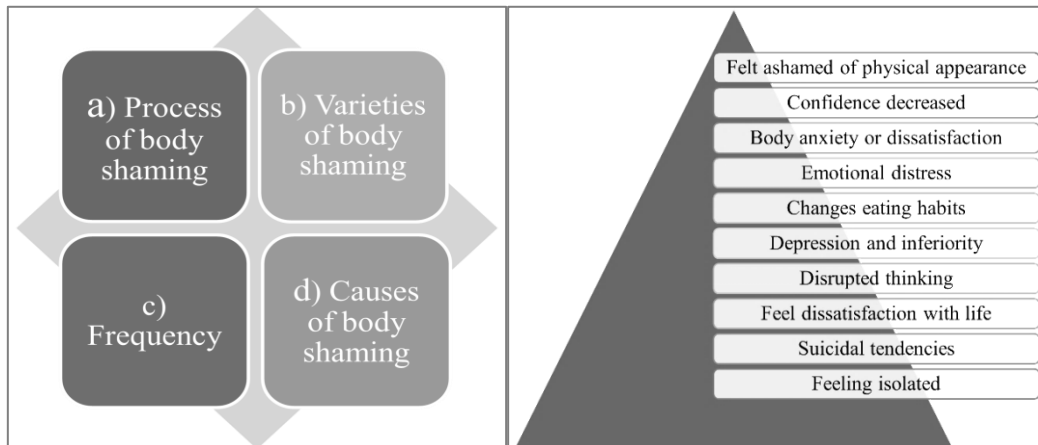 a) Process
of body
shaming
b) Varieties
of body
shaming
c)
Frequency
d) Causes
of body
shaming
Felt ashamed of physical appearance
Confidence decreased
Body anxiety or dissatisfaction
Emotional distress
Changes eating habits
Depression and inferiority
Disrupted thinking
Feel dissatisfaction with life
Suicidal tendencies
Feeling isolated